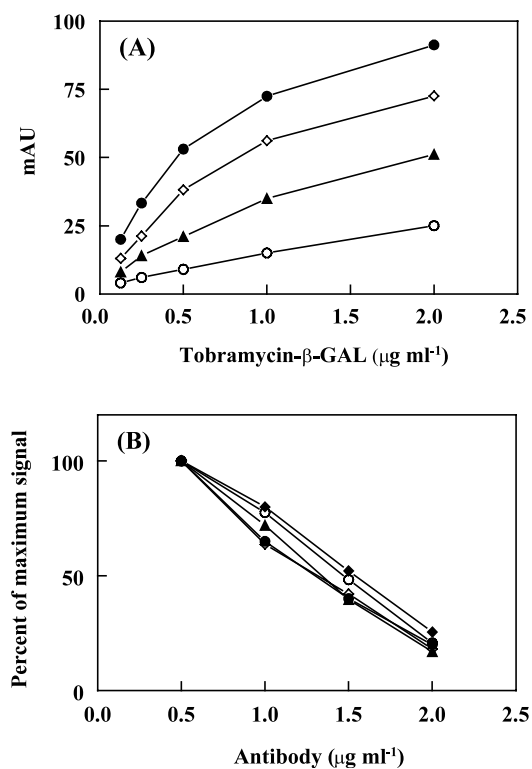 (A)
100
75
50
25
0
mAU
0.0 0.5 1.0 1.5 2.0 2.5
Tobramycin-β-GAL (μg ml⁻¹)
(B)
100
50
0
Percent of maximum signal
0.0 0.5 1.0 1.5 2.0 2.5
Antibody (μg ml⁻¹)